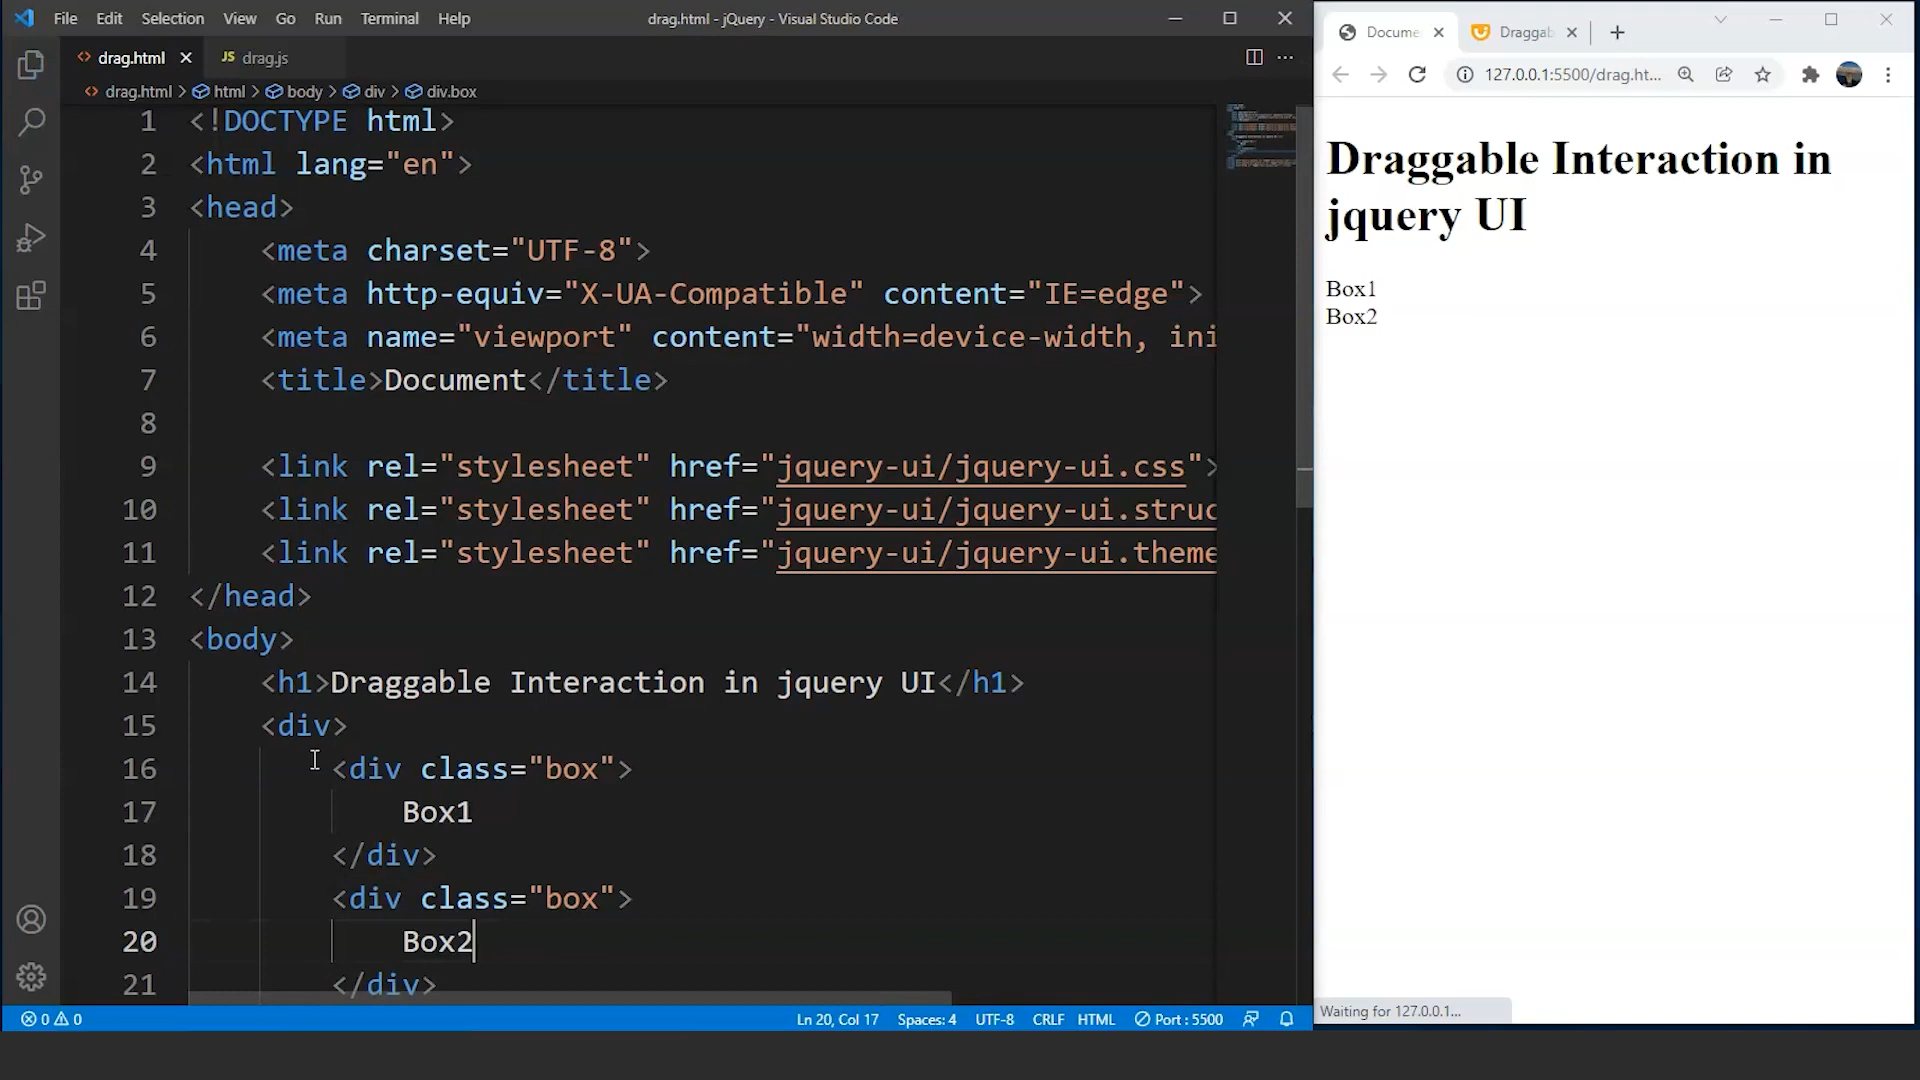 File Edit Selection View Go Run Terminal Help
drag.html - jQuery - Visual Studio Code
drag.html
JS drag.js
drag.html > html > body > div > div.box
1 <!DOCTYPE html>
2 <html lang="en">
3 <head>
4 <meta charset="UTF-8">
5 <meta http-equiv="X-UA-Compatible" content="IE=edge">
6 <meta name="viewport" content="width=device-width, ini
7 <title>Document</title>
8
9 <link rel="stylesheet" href="jquery-ui/jquery-ui.css">
10 <link rel="stylesheet" href="jquery-ui/jquery-ui.struc
11 <link rel="stylesheet" href="jquery-ui/jquery-ui.theme
12 </head>
13 <body>
14 <h1>Draggable Interaction in jquery UI</h1>
15 <div>
16 <div class="box">
17 Box1
18 </div>
19 <div class="box">
20 Box2
21 </div>
0 0
Ln 20, Col 17 Spaces: 4 UTF-8 CRLF HTML Port : 5500
Docume
Draggab
127.0.0.1:5500/drag.ht...
Draggable Interaction in
jquery UI
Box1
Box2
Waiting for 127.0.0.1...